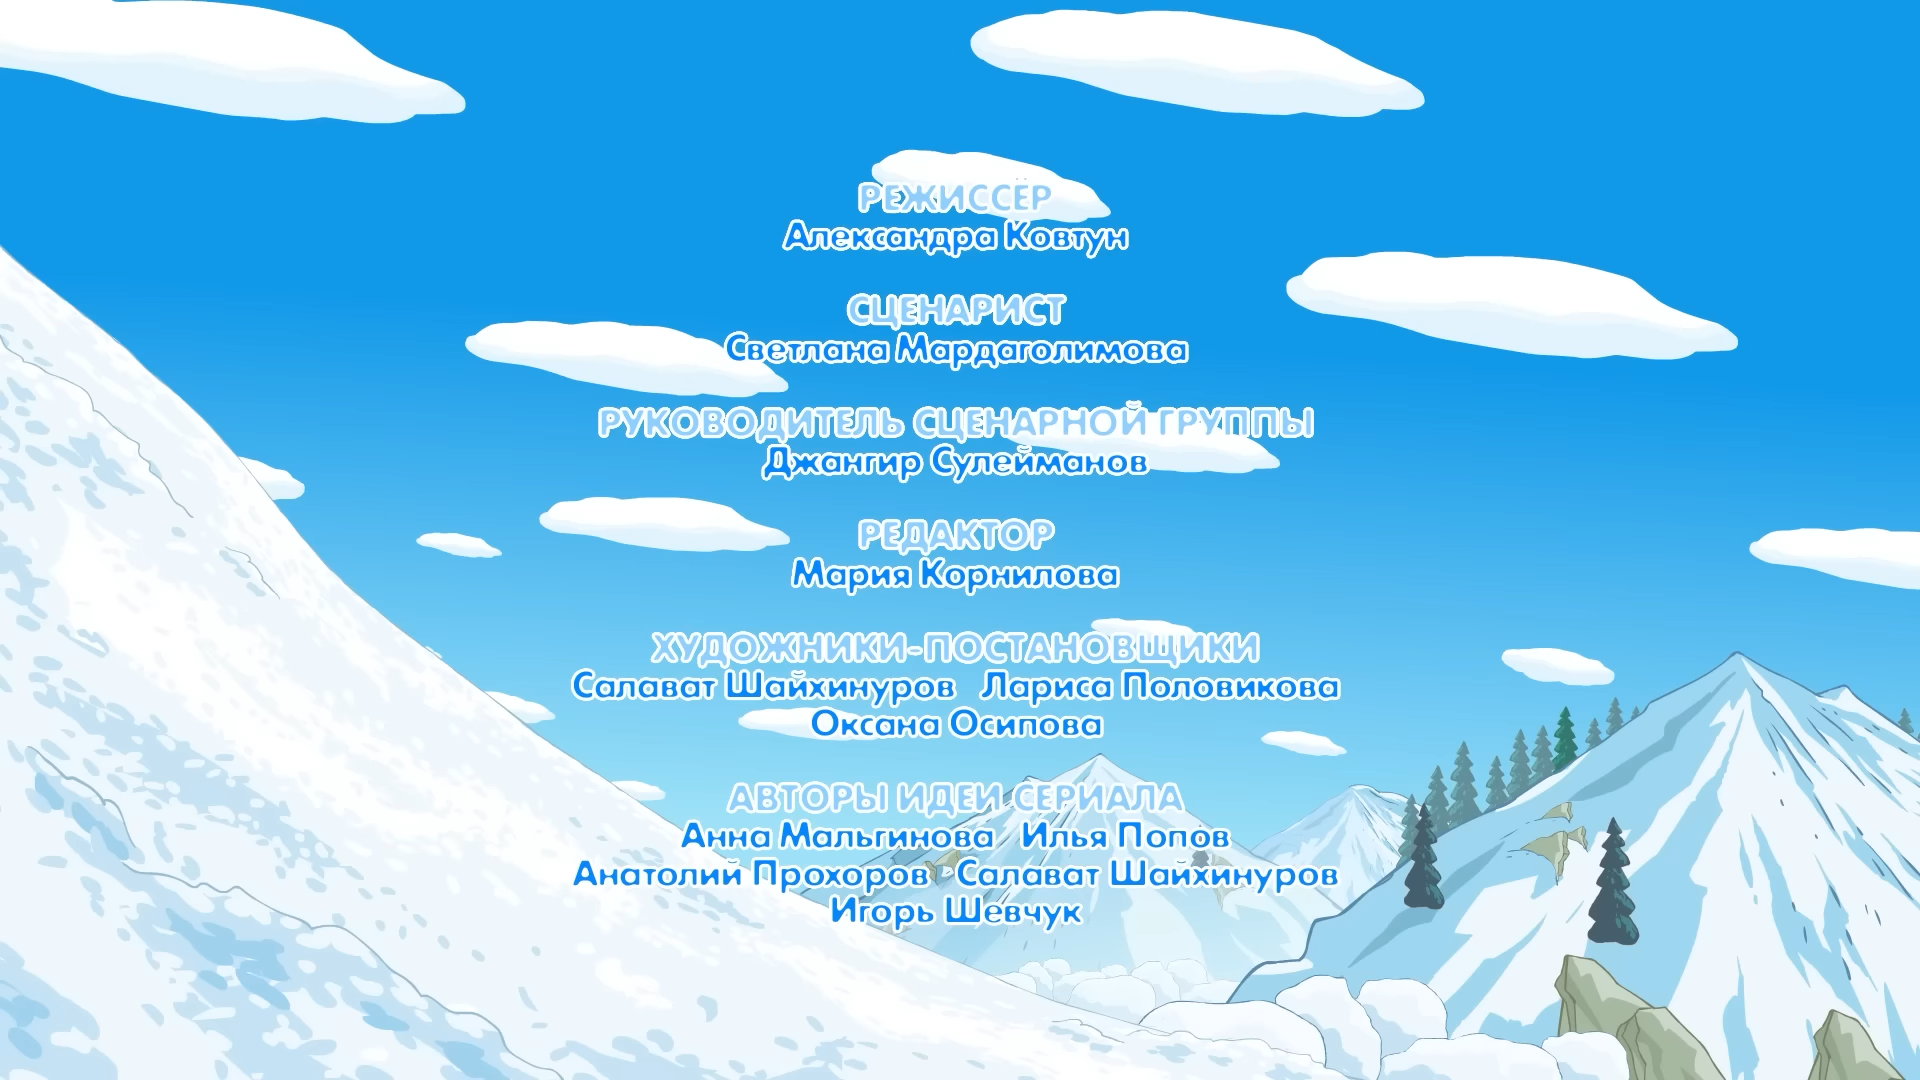 РЕЖИССЁР
Александра Ковтун
СЦЕНАРИСТ
Светлана Мардаголимова
РУКОВОДИТЕЛЬ СЦЕНАРНОЙ ГРУППЫ
Джангир Сулейманов
РЕДАКТОР
Мария Корнилова
ХУДОЖНИКИ-ПОСТАНОВЩИКИ
Салават Шайхинуров Лариса Половикова
Оксана Осипова
АВТОРЫ ИДЕИ СЕРИАЛА
Анна Мальгинова Илья Попов
Анатолий Прохоров Салават Шайхинуров
Игорь Шевчук